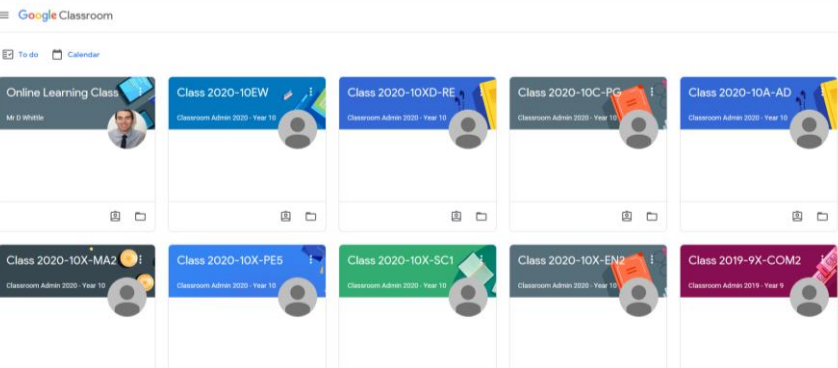 Google Classroom
To do Calendar
Online Learning Class
Mr D Whittle
Class 2020-10EW
Classroom Admin 2020 - Year 10
Class 2020-10XD-RE
Classroom Admin 2020 - Year 10
Class 2020-10C-PG
Classroom Admin 2020 - Year 10
Class 2020-10A-AD
Classroom Admin 2020 - Year 10
Class 2020-10X-MA2
Classroom Admin 2020 - Year 10
Class 2020-10X-PE5
Classroom Admin 2020 - Year 10
Class 2020-10X-SC1
Classroom Admin 2020 - Year 10
Class 2020-10X-EN2
Classroom Admin 2020 - Year 10
Class 2019-9X-COM2
Classroom Admin 2019 - Year 9